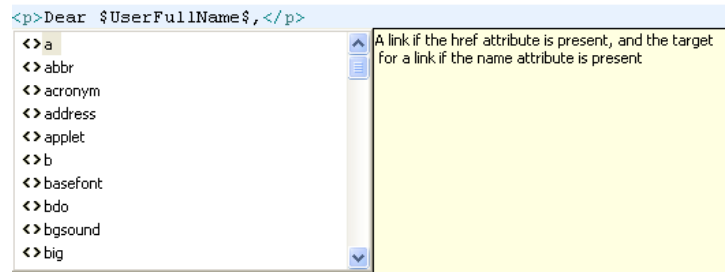 <p>Dear $UserFullName$,</p>
<>a
<>abbr
<>acronym
<>address
<>applet
<>b
<>basefont
<>bdo
<>bgsound
<>big
A link if the href attribute is present, and the target
for a link if the name attribute is present